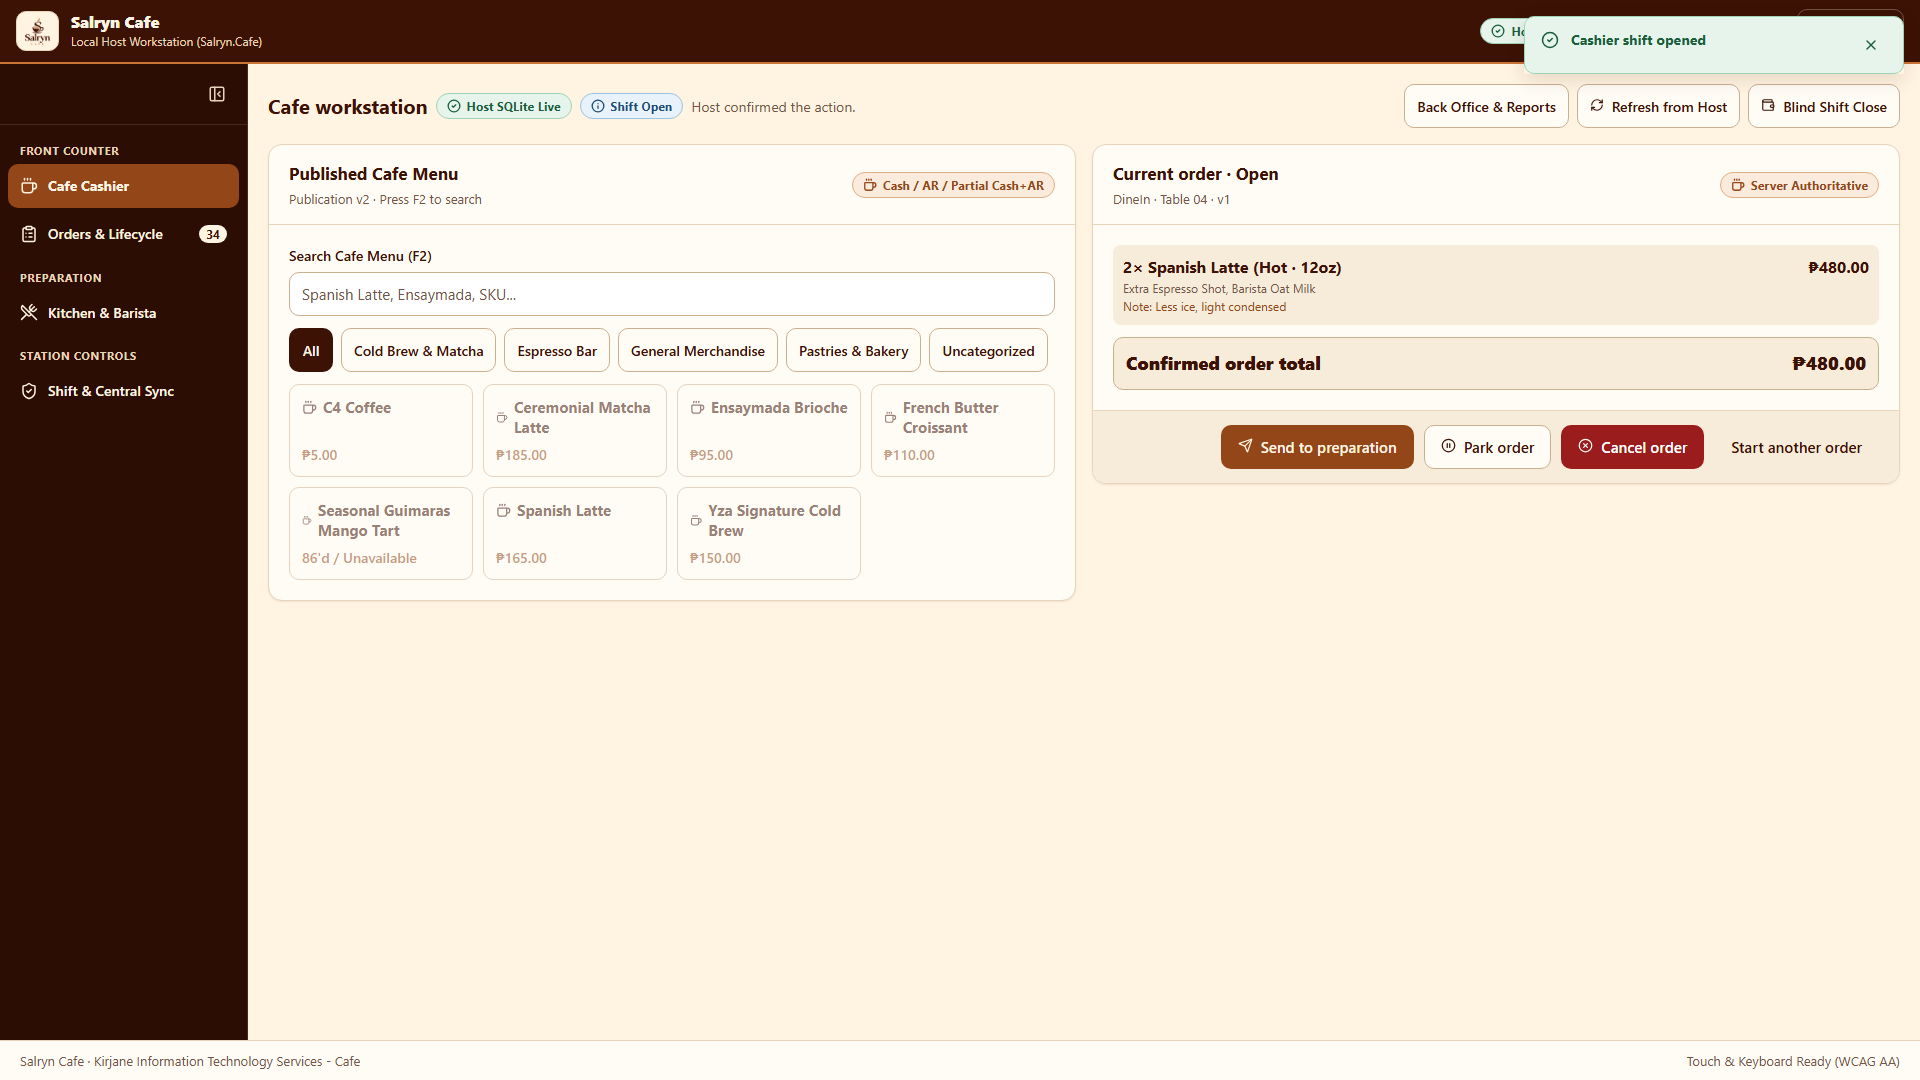 Salryn Cafe
Local Host Workstation (Salryn.Cafe)
Salryn
Cashier shift opened
Cafe workstation
Host SQLite Live
Shift Open
Host confirmed the action.
Back Office & Reports
Refresh from Host
Blind Shift Close
FRONT COUNTER
Cafe Cashier
Orders & Lifecycle
34
PREPARATION
Kitchen & Barista
STATION CONTROLS
Shift & Central Sync
Published Cafe Menu
Publication v2 · Press F2 to search
Cash / AR / Partial Cash+AR
Search Cafe Menu (F2)
Spanish Latte, Ensaymada, SKU...
All
Cold Brew & Matcha
Espresso Bar
General Merchandise
Pastries & Bakery
Uncategorized
C4 Coffee
₱5.00
Ceremonial Matcha
Latte
₱185.00
Ensaymada Brioche
₱95.00
French Butter
Croissant
₱110.00
Seasonal Guimaras
Mango Tart
86'd / Unavailable
Spanish Latte
₱165.00
Yza Signature Cold
Brew
₱150.00
Current order · Open
DineIn · Table 04 · v1
Server Authoritative
2× Spanish Latte (Hot · 12oz)
₱480.00
Extra Espresso Shot, Barista Oat Milk
Note: Less ice, light condensed
Confirmed order total
₱480.00
Send to preparation
Park order
Cancel order
Start another order
Salryn Cafe · Kirjane Information Technology Services - Cafe
Touch & Keyboard Ready (WCAG AA)